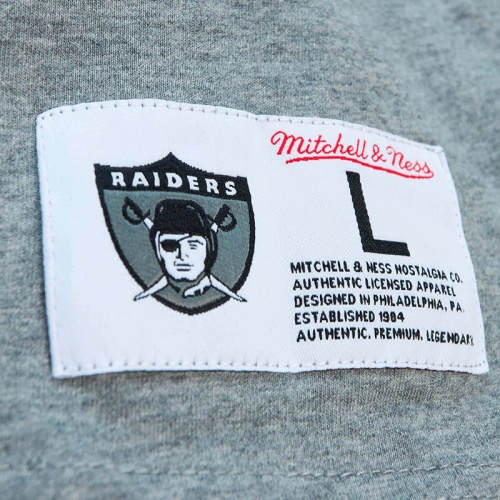 RAIDERS
Mitchell & Ness
L
MITCHELL & NESS NOSTALGIA CO.
AUTHENTIC LICENSED APPAREL
DESIGNED IN PHILADELPHIA, PA.
ESTABLISHED 1904
AUTHENTIC, PREMIUM, LEGENDARY